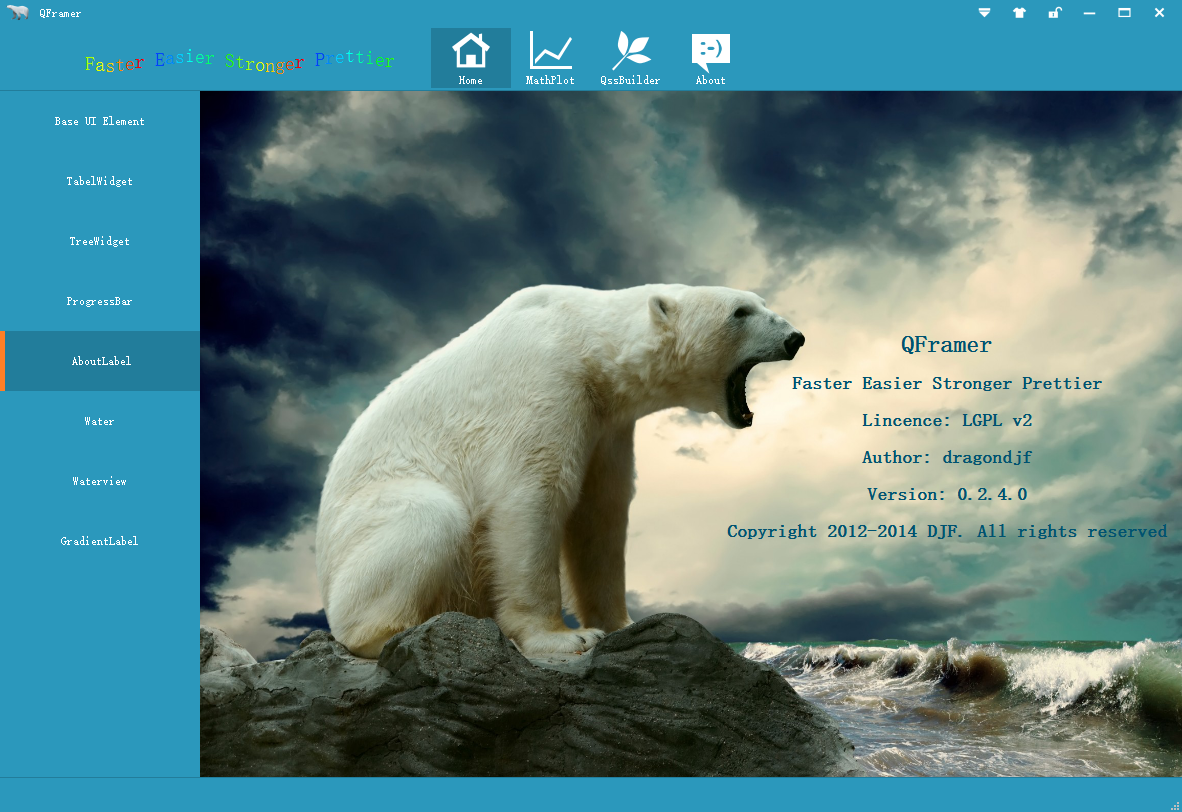 QFramer
Faster Easier Stronger Prettier
Home
MathPlot
QssBuilder
About
Base UI Element
TabelWidget
TreeWidget
ProgressBar
AboutLabel
Water
Waterview
GradientLabel
QFramer
Faster Easier Stronger Prettier
Lincence: LGPL v2
Author: dragondjf
Version: 0.2.4.0
Copyright 2012-2014 DJF. All rights reserved